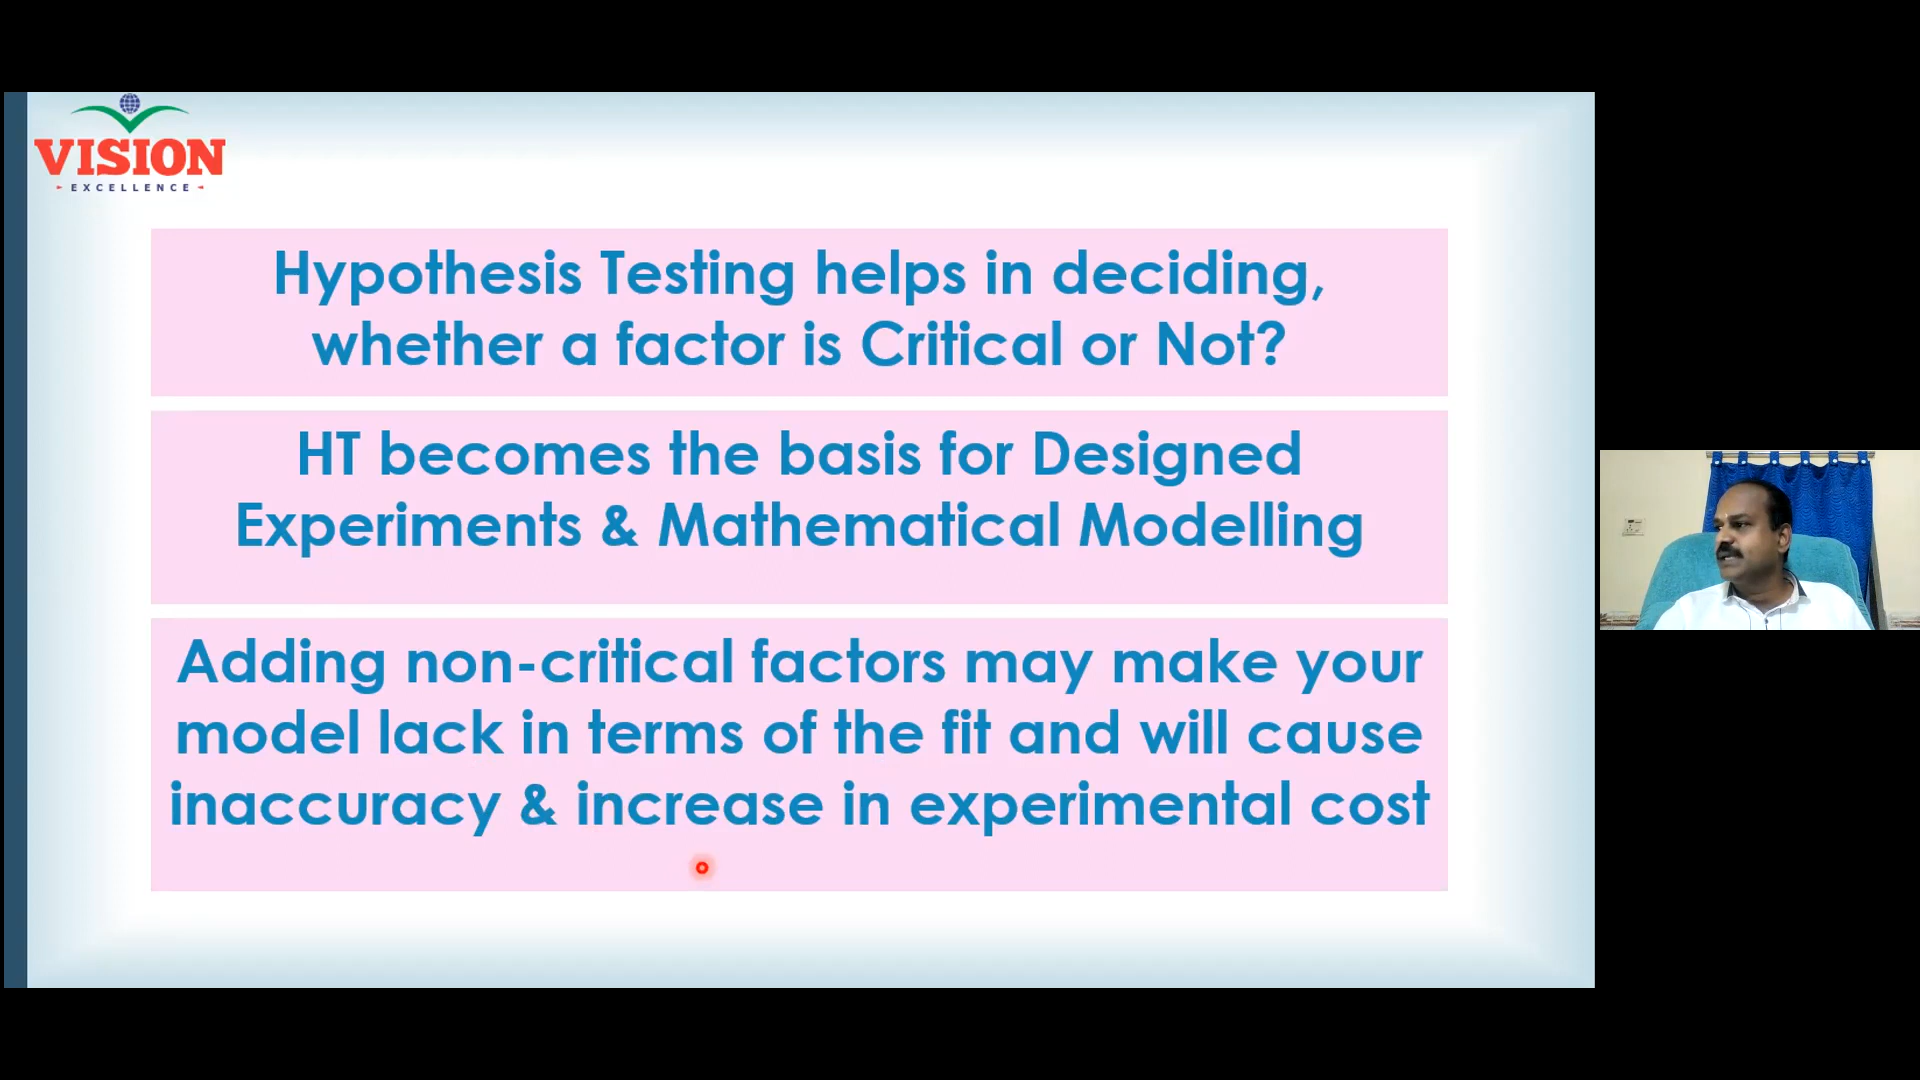 VISION
EXCELLENCE
Hypothesis Testing helps in deciding,
whether a factor is Critical or Not?
HT becomes the basis for Designed
Experiments & Mathematical Modelling
Adding non-critical factors may make your
model lack in terms of the fit and will cause
inaccuracy & increase in experimental cost